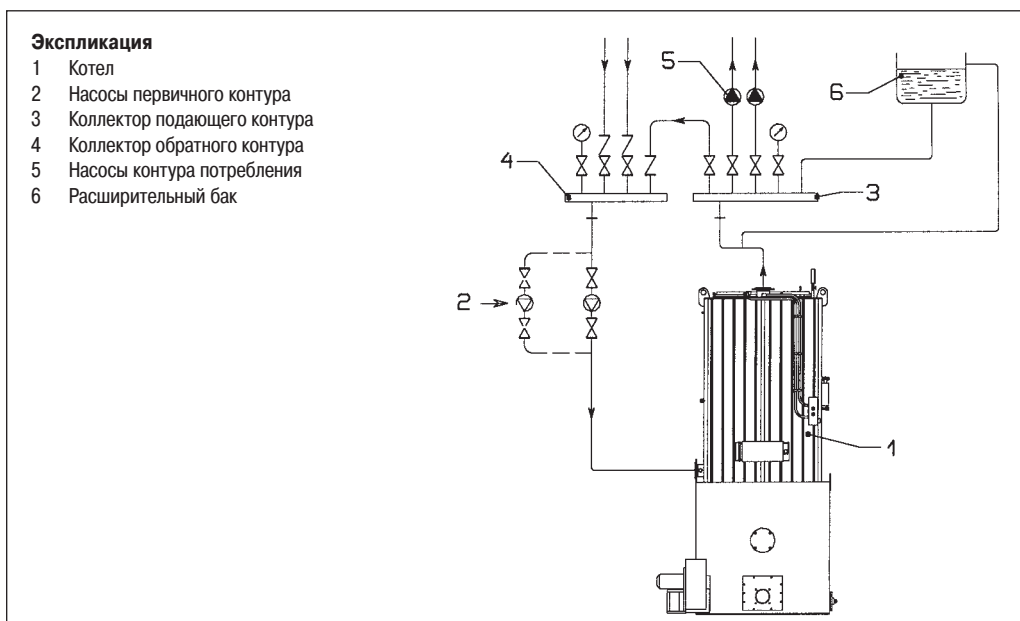 Экспликация
1 Котел
2 Насосы первичного контура
3 Коллектор подающего контура
4 Коллектор обратного контура
5 Насосы контура потребления
6 Расширительный бак
5
6
4
3
2
1